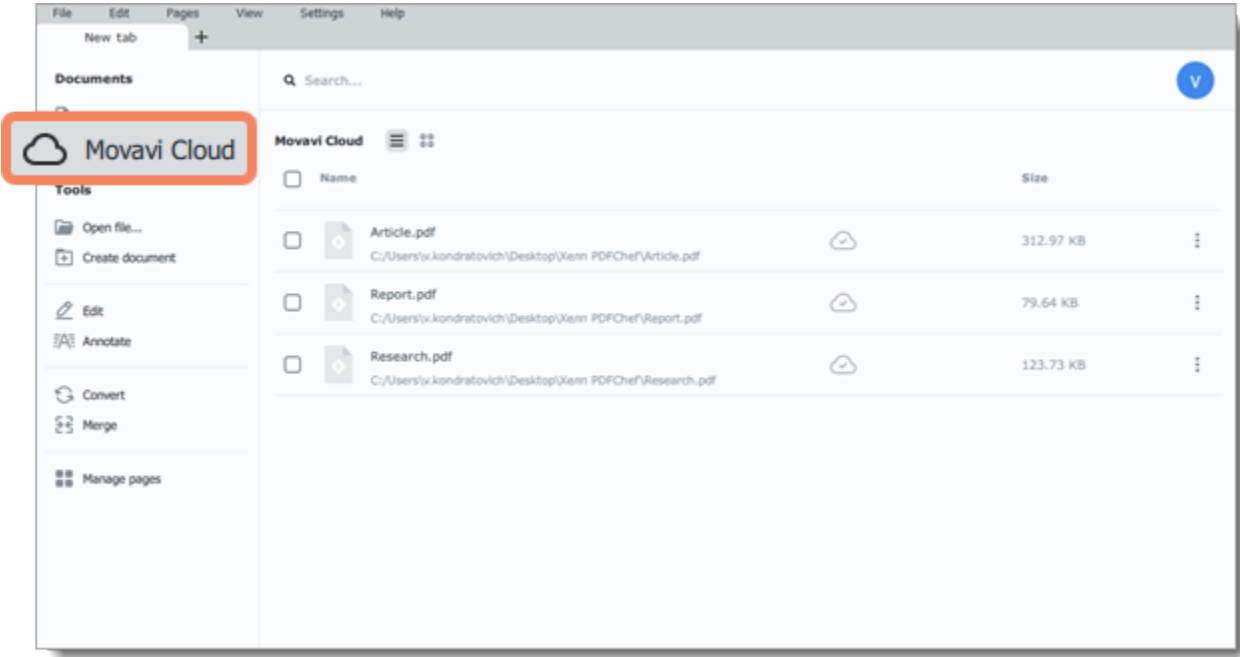 File Edit Pages View Settings Help
New tab +
Documents
Search...
V
Movavi Cloud
Movavi Cloud
Name Size
Tools
Open file...
Create document
Edit
Annotate
Convert
Merge
Manage pages
Article.pdf
C:/Users\v.kondratovich\Desktop\Xenn PDFChef\Article.pdf
312.97 KB
Report.pdf
C:/Users\v.kondratovich\Desktop\Xenn PDFChef\Report.pdf
79.64 KB
Research.pdf
C:/Users\v.kondratovich\Desktop\Xenn PDFChef\Research.pdf
123.73 KB